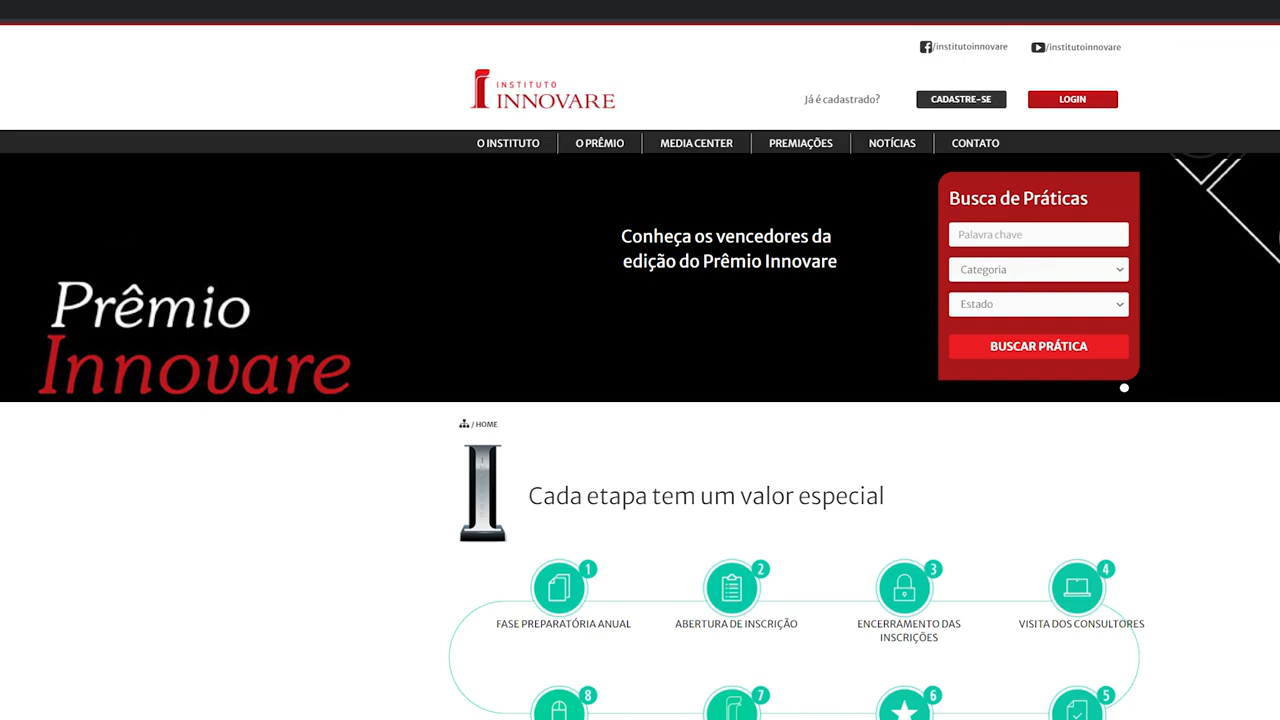 /institutoinnovare
/institutoinnovare
INSTITUTO
INNOVARE
Já é cadastrado?
CADASTRE-SE
LOGIN
O INSTITUTO
O PRÊMIO
MEDIA CENTER
PREMIAÇÕES
NOTÍCIAS
CONTATO
Prêmio
Innovare
Conheça os vencedores da
edição do Prêmio Innovare
Busca de Práticas
Palavra chave
Categoria
Estado
BUSCAR PRÁTICA
/ HOME
Cada etapa tem um valor especial
1
FASE PREPARATÓRIA ANUAL
2
ABERTURA DE INSCRIÇÃO
3
ENCERRAMENTO DAS
INSCRIÇÕES
4
VISITA DOS CONSULTORES
8
7
6
5